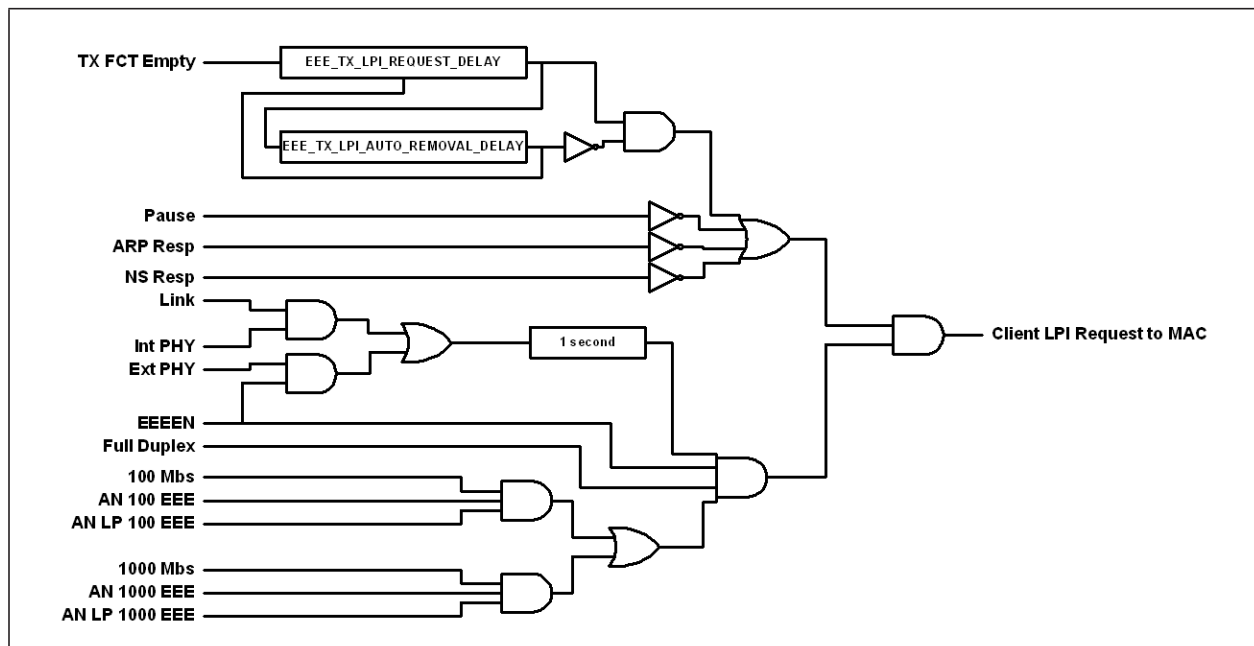 TX FCT Empty
EEE_TX_LPI_REQUEST_DELAY
EEE_TX_LPI_AUTO_REMOVAL_DELAY
Pause
ARP Resp
NS Resp
Link
Int PHY
Ext PHY
1 second
Client LPI Request to MAC
EEEEN
Full Duplex
100 Mbs
AN 100 EEE
AN LP 100 EEE
1000 Mbs
AN 1000 EEE
AN LP 1000 EEE